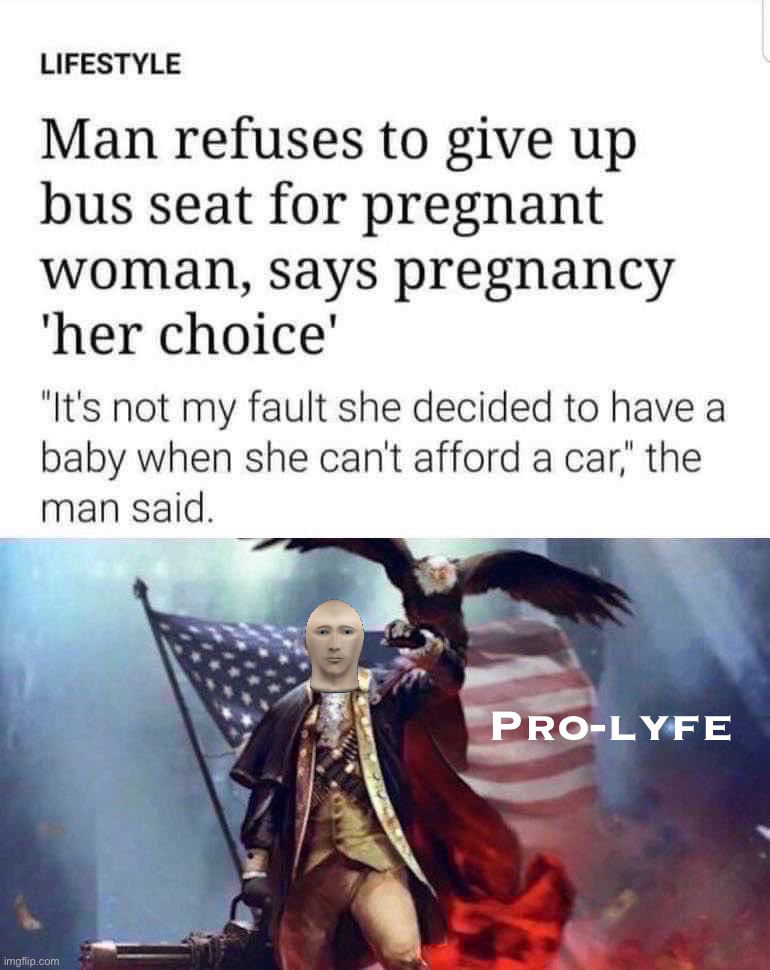 LIFESTYLE
Man refuses to give up
bus seat for pregnant
woman, says pregnancy
'her choice'
"It's not my fault she decided to have a
baby when she can't afford a car," the
man said.
PRO-LYFE
imgflip.com